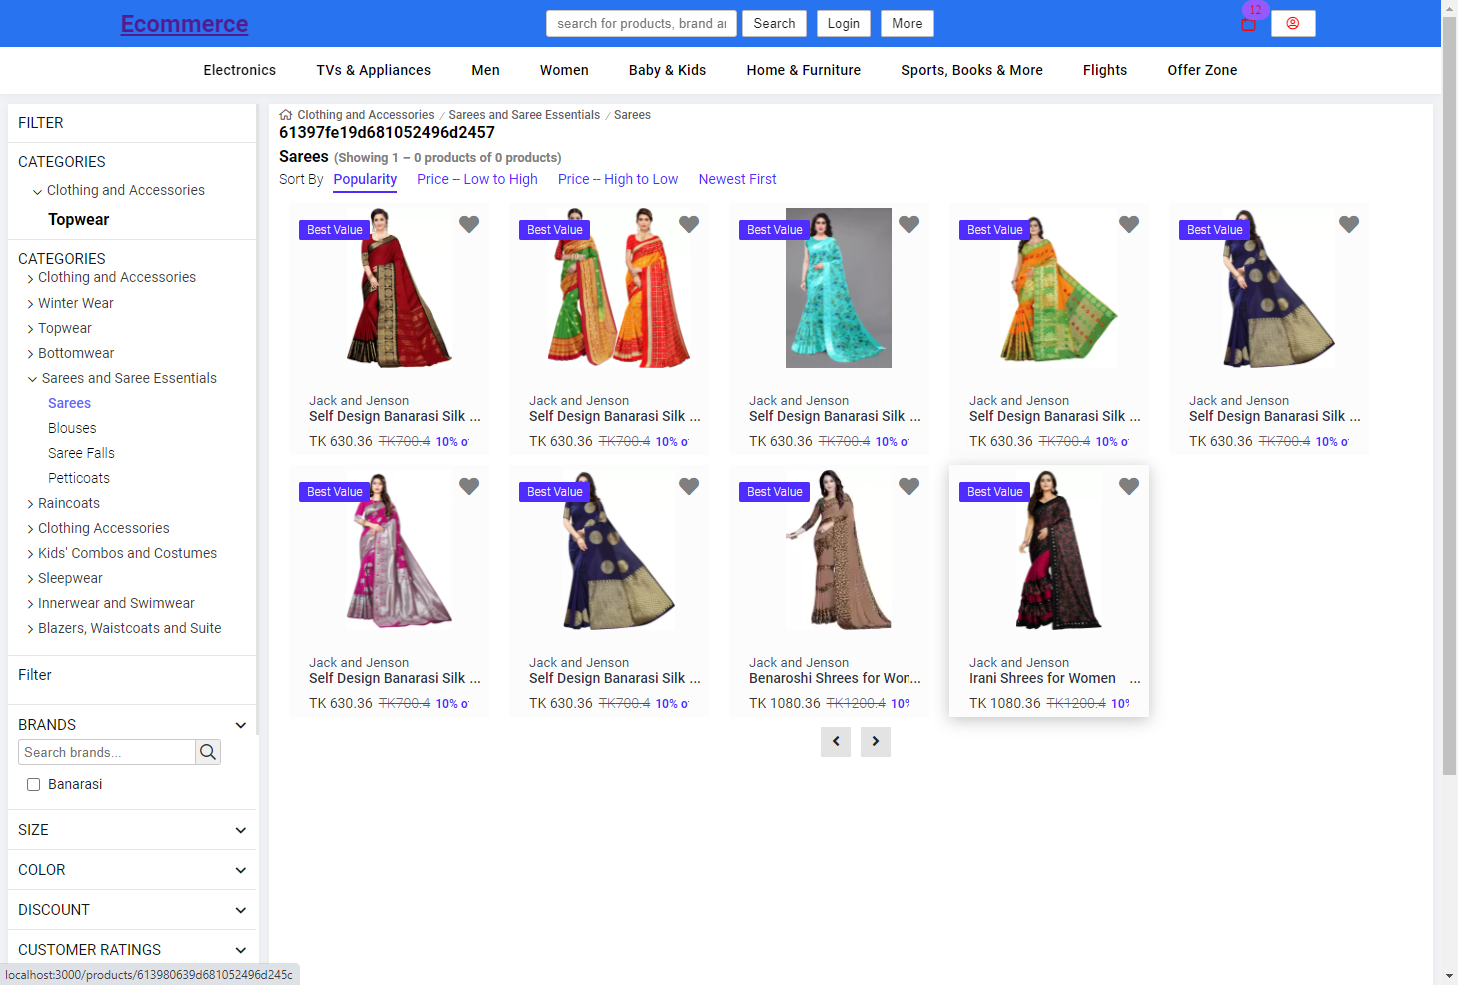 Ecommerce
search for products, brand ar
Search
Login
More
12
Electronics
TVs & Appliances
Men
Women
Baby & Kids
Home & Furniture
Sports, Books & More
Flights
Offer Zone
FILTER
CATEGORIES
Clothing and Accessories
Topwear
CATEGORIES
Clothing and Accessories
Winter Wear
Topwear
Bottomwear
Sarees and Saree Essentials
Sarees
Blouses
Saree Falls
Petticoats
Raincoats
Clothing Accessories
Kids' Combos and Costumes
Sleepwear
Innerwear and Swimwear
Blazers, Waistcoats and Suite
Filter
BRANDS
Search brands...
Banarasi
SIZE
COLOR
DISCOUNT
CUSTOMER RATINGS
localhost:3000/products/613980639d681052496d245c
Clothing and Accessories / Sarees and Saree Essentials / Sarees
61397fe19d681052496d2457
Sarees (Showing 1 – 0 products of 0 products)
Sort By Popularity Price -- Low to High Price -- High to Low Newest First
Best Value
Jack and Jenson
Self Design Banarasi Silk ...
TK 630.36 TK700.4 10% o
Best Value
Jack and Jenson
Self Design Banarasi Silk ...
TK 630.36 TK700.4 10% o
Best Value
Jack and Jenson
Self Design Banarasi Silk ...
TK 630.36 TK700.4 10% o
Best Value
Jack and Jenson
Self Design Banarasi Silk ...
TK 630.36 TK700.4 10% o
Best Value
Jack and Jenson
Self Design Banarasi Silk ...
TK 630.36 TK700.4 10% o
Best Value
Jack and Jenson
Self Design Banarasi Silk ...
TK 630.36 TK700.4 10% o
Best Value
Jack and Jenson
Self Design Banarasi Silk ...
TK 630.36 TK700.4 10% o
Best Value
Jack and Jenson
Benaroshi Shrees for Wor...
TK 1080.36 TK1200.4 10%
Best Value
Jack and Jenson
Irani Shrees for Women ...
TK 1080.36 TK1200.4 10%